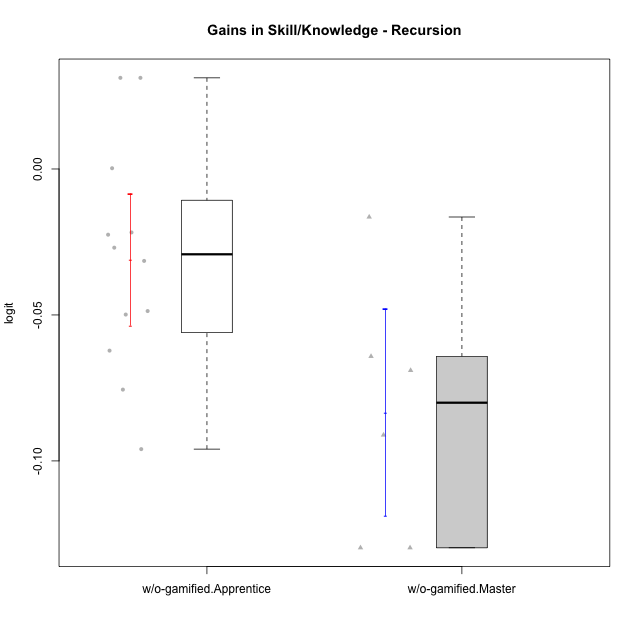 Gains in Skill/Knowledge - Recursion
0.00
-0.05
-0.10
logit
w/o-gamified.Apprentice
w/o-gamified.Master